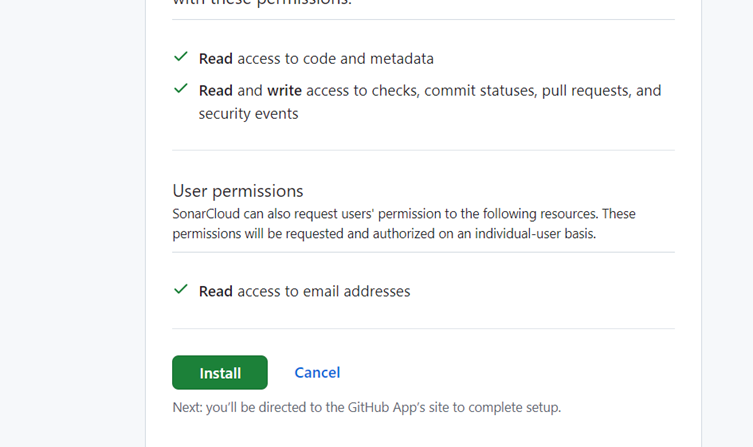 with these permissions:
Read access to code and metadata
Read and write access to checks, commit statuses, pull requests, and
security events
User permissions
SonarCloud can also request users' permission to the following resources. These
permissions will be requested and authorized on an individual-user basis.
Read access to email addresses
Install
Cancel
Next: you'll be directed to the GitHub App's site to complete setup.